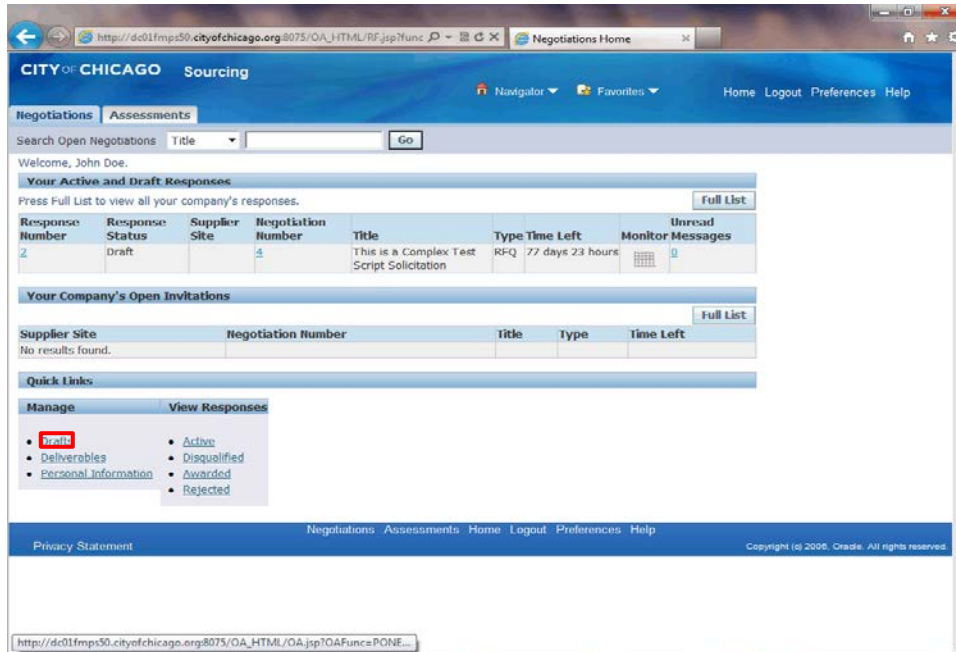 http://dc01fmps50.cityofchicago.org:8075/OA_HTML/RF.jsp?func
Negotiations Home
CITY OF CHICAGO Sourcing
Navigator Favorites Home Logout Preferences Help
Negotiations Assessments
Search Open Negotiations Title Go
Welcome, John Doe.
Your Active and Draft Responses
Press Full List to view all your company's responses. Full List
Response Number Response Status Supplier Site Negotiation Number Title Type Time Left Monitor Unread Messages
2 Draft 4 This is a Complex Test Script Solicitation RFQ 77 days 23 hours 0
Your Company's Open Invitations
Full List
Supplier Site Negotiation Number Title Type Time Left
No results found.
Quick Links
Manage View Responses
• Drafts • Active
• Deliverables • Disqualified
• Personal Information • Awarded
• Rejected
Negotiations Assessments Home Logout Preferences Help
Privacy Statement Copyright (c) 2006, Oracle. All rights reserved.
http://dc01fmps50.cityofchicago.org:8075/OA_HTML/OA.jsp?OAFunc=PONE...